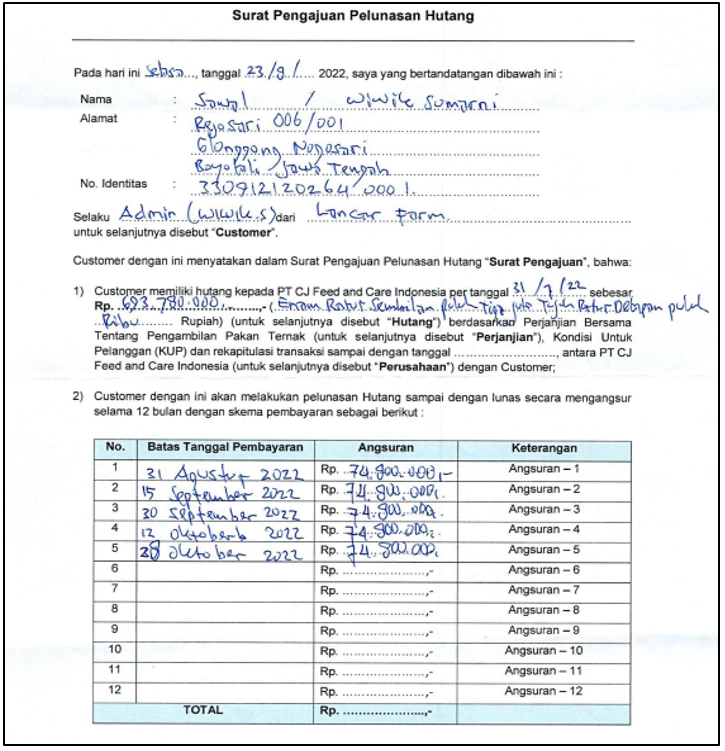 Surat Pengajuan Pelunasan Hutang
Pada hari ini selasa..., tanggal 23./8./.... 2022, saya yang bertandatangan dibawah ini :
Nama : Sawal / Wiwik Sumarni
Alamat : Rejosari 006/001
Glonggong Nogosari
Boyolali / Jawa Tengah
No. Identitas : 330912120264 0001.
Selaku Admin (wiwik.s) dari Lancar Farm
untuk selanjutnya disebut "Customer".
Customer dengan ini menyatakan dalam Surat Pengajuan Pelunasan Hutang "Surat Pengajuan", bahwa:
1) Customer memiliki hutang kepada PT CJ Feed and Care Indonesia per tanggal 31/7/22 sebesar
Rp. 693.780.000.-........,- (Enam Ratus Sembilan puluh Tiga juta Tujuh Ratus Delapan puluh
Ribu......... Rupiah) (untuk selanjutnya disebut "Hutang") berdasarkan Perjanjian Bersama
Tentang Pengambilan Pakan Ternak (untuk selanjutnya disebut "Perjanjian"), Kondisi Untuk
Pelanggan (KUP) dan rekapitulasi transaksi sampai dengan tanggal ........................, antara PT CJ
Feed and Care Indonesia (untuk selanjutnya disebut "Perusahaan") dengan Customer;
2) Customer dengan ini akan melakukan pelunasan Hutang sampai dengan lunas secara mengangsur
selama 12 bulan dengan skema pembayaran sebagai berikut :
No. Batas Tanggal Pembayaran Angsuran Keterangan
1 31 Agustus 2022 Rp. 74.800.000,- Angsuran – 1
2 15 September 2022 Rp. 74.800.000,. Angsuran – 2
3 30 September 2022 Rp. 74.800.000,. Angsuran – 3
4 12 oktoberb 2022 Rp. 74.800.000,- Angsuran – 4
5 28 oktober 2022 Rp. 74.800.000, Angsuran – 5
6 Rp. ....................,- Angsuran – 6
7 Rp. ....................,- Angsuran – 7
8 Rp. ....................,- Angsuran – 8
9 Rp. ....................,- Angsuran – 9
10 Rp. ....................,- Angsuran – 10
11 Rp. ....................,- Angsuran – 11
12 Rp. ....................,- Angsuran – 12
TOTAL Rp. ....................,-